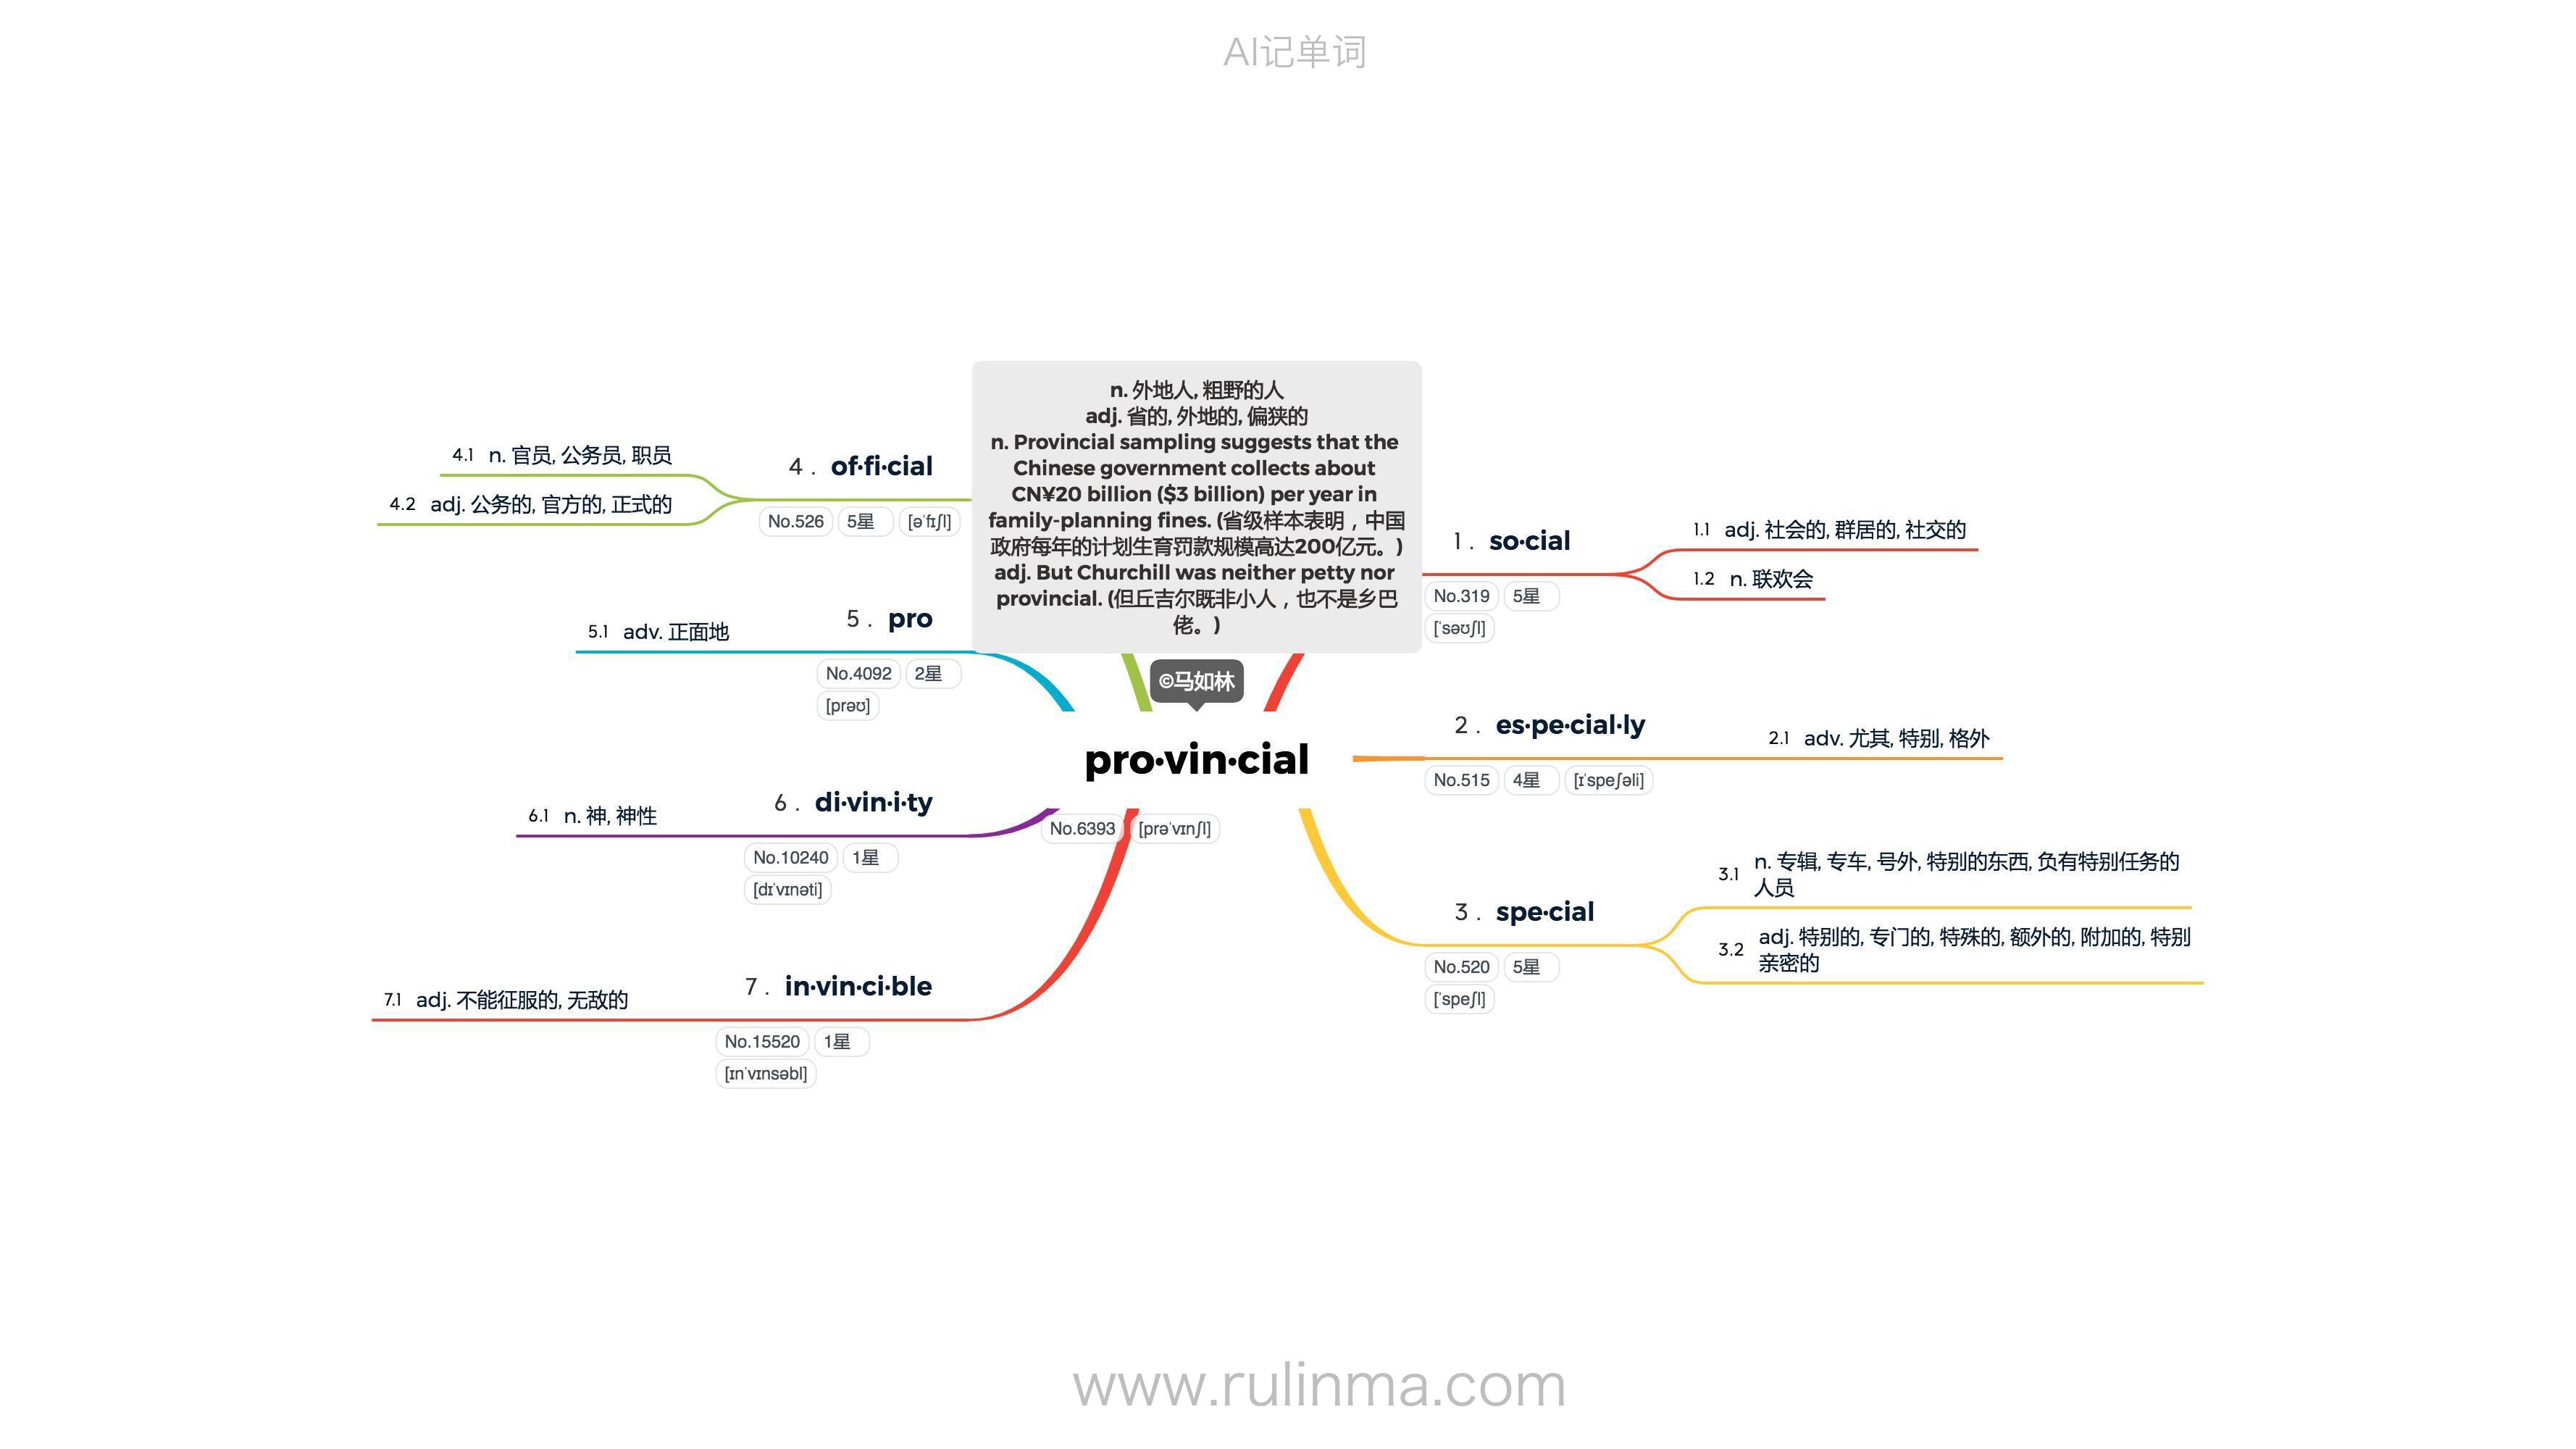 AI记单词
n. 外地人, 粗野的人
adj. 省的, 外地的, 偏狭的
n. Provincial sampling suggests that the
Chinese government collects about
CN¥20 billion ($3 billion) per year in
family-planning fines. (省级样本表明，中国
政府每年的计划生育罚款规模高达200亿元。)
adj. But Churchill was neither petty nor
provincial. (但丘吉尔既非小人，也不是乡巴
佬。)
©马如林
pro·vin·cial
No.6393 [prəˈvɪnʃl]
1 . so·cial
No.319 5星
[ˈsəʊʃl]
1.1 adj. 社会的, 群居的, 社交的
1.2 n. 联欢会
2 . es·pe·cial·ly
No.515 4星 [ɪˈspeʃəli]
2.1 adv. 尤其, 特别, 格外
3 . spe·cial
No.520 5星
[ˈspeʃl]
3.1 n. 专辑, 专车, 号外, 特别的东西, 负有特别任务的
人员
3.2 adj. 特别的, 专门的, 特殊的, 额外的, 附加的, 特别
亲密的
4 . of·fi·cial
No.526 5星 [əˈfɪʃl]
4.1 n. 官员, 公务员, 职员
4.2 adj. 公务的, 官方的, 正式的
5 . pro
No.4092 2星
[prəʊ]
5.1 adv. 正面地
6 . di·vin·i·ty
No.10240 1星
[dɪˈvɪnəti]
6.1 n. 神, 神性
7 . in·vin·ci·ble
No.15520 1星
[ɪnˈvɪnsəbl]
7.1 adj. 不能征服的, 无敌的
www.rulinma.com